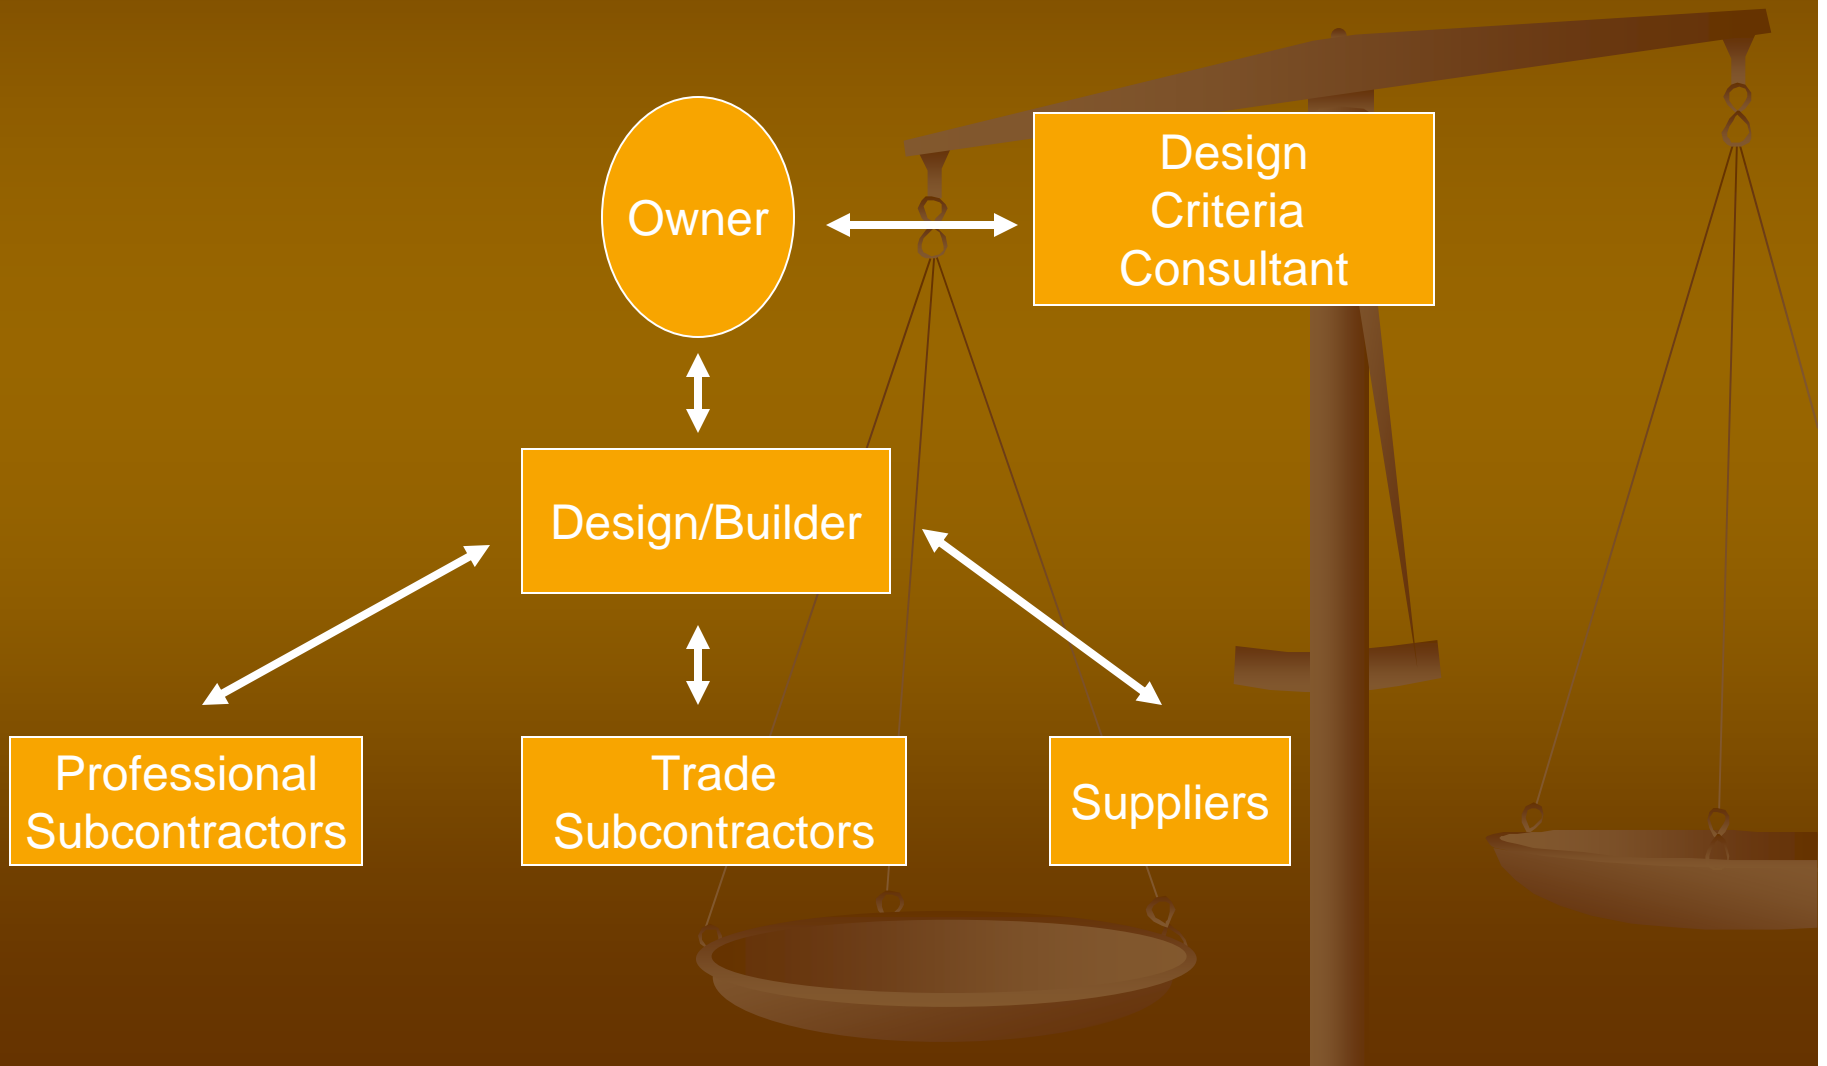 Owner
Design
Criteria
Consultant
Design/Builder
Professional
Subcontractors
Trade
Subcontractors
Suppliers